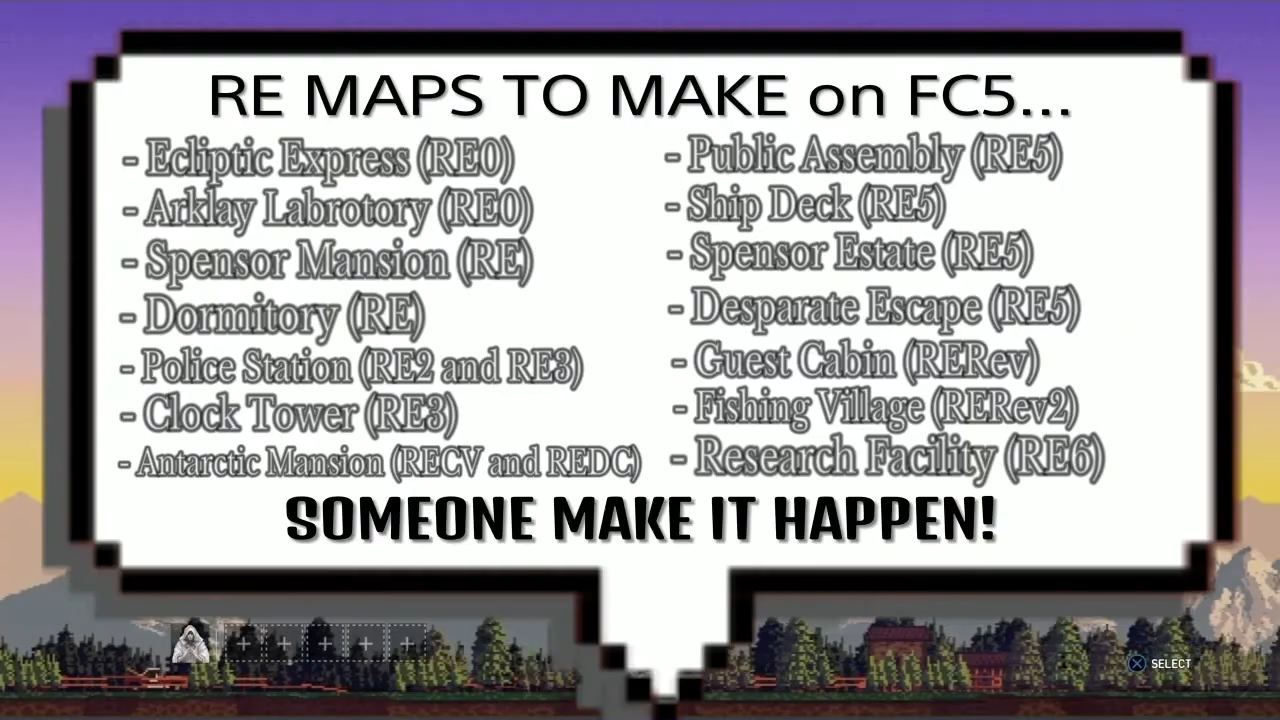 RE MAPS TO MAKE on FC5...
- Ecliptic Express (RE0)
- Arklay Labrotory (RE0)
- Spensor Mansion (RE)
- Dormitory (RE)
- Police Station (RE2 and RE3)
- Clock Tower (RE3)
- Antarctic Mansion (RECV and REDC)
- Public Assembly (RE5)
- Ship Deck (RE5)
- Spensor Estate (RE5)
- Desparate Escape (RE5)
- Guest Cabin (RERev)
- Fishing Village (RERev2)
- Research Facility (RE6)
SOMEONE MAKE IT HAPPEN!
SELECT